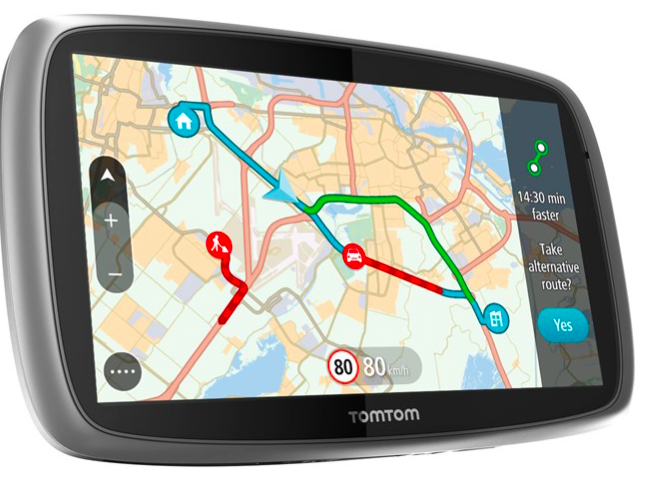 14:30 min
faster
Take
alternative
route?
Yes
80 80 km/h
TOMTOM